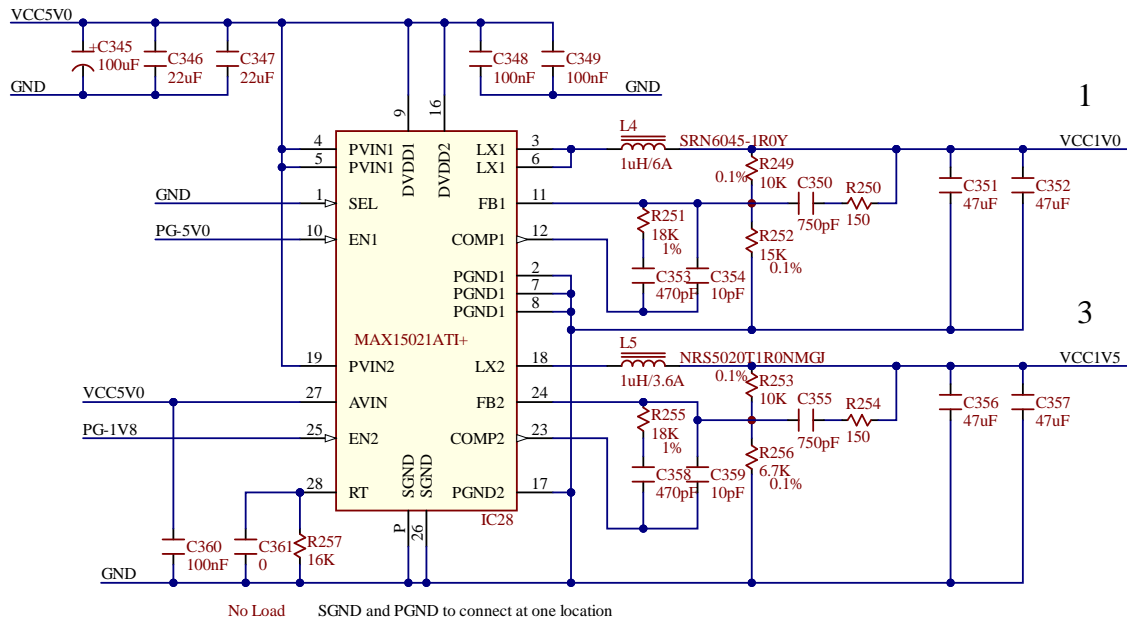 VCC5V0
+C345
100uF
C346
22uF
C347
22uF
C348
100nF
C349
100nF
GND
GND
1
9
16
DVDD1
DVDD2
4
PVIN1
5
PVIN1
3
LX1
6
LX1
L4
SRN6045-1R0Y
1uH/6A
VCC1V0
R249
0.1%
10K
C350
750pF
R250
150
C351
47uF
C352
47uF
GND
1
SEL
FB1
11
PG-5V0
10
EN1
COMP1
12
R251
18K
1%
R252
15K
0.1%
C353
470pF
C354
10pF
PGND1
2
PGND1
7
PGND1
8
MAX15021ATI+
3
L5
NRS5020T1R0NMGJ
1uH/3.6A
VCC1V5
19
PVIN2
LX2
18
0.1%
R253
10K
C355
750pF
R254
150
C356
47uF
C357
47uF
VCC5V0
27
AVIN
FB2
24
PG-1V8
25
EN2
COMP2
23
R255
18K
1%
R256
6.7K
0.1%
C358
470pF
C359
10pF
28
RT
SGND
SGND
PGND2
17
IC28
P
26
C360
100nF
C361
0
R257
16K
GND
No Load
SGND and PGND to connect at one location